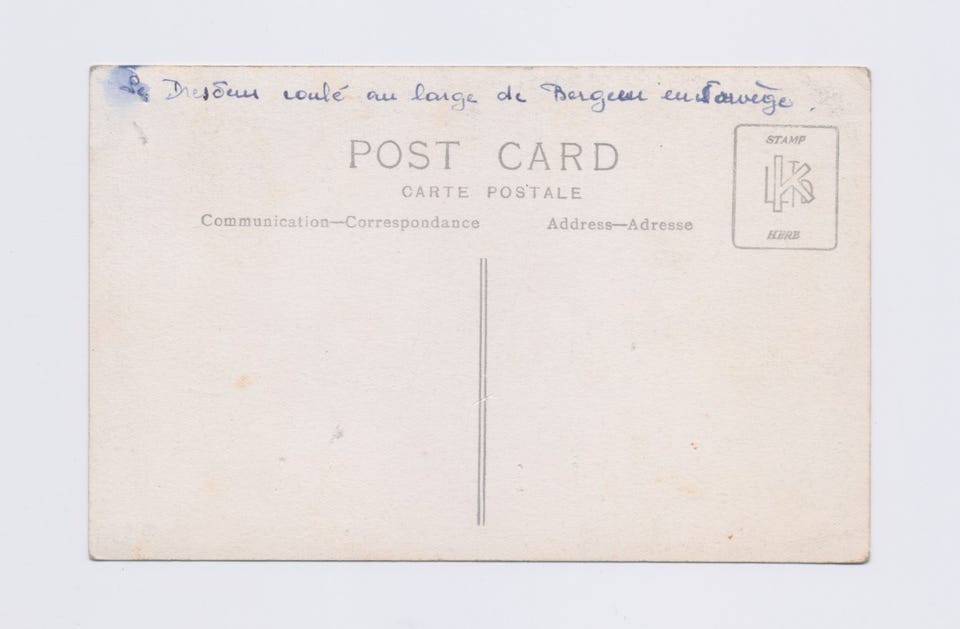 Le Dresden coulé au large de Bergen en Norvège.
POST CARD
CARTE POSTALE
Communication—Correspondance Address—Adresse
STAMP
LKD
HERE